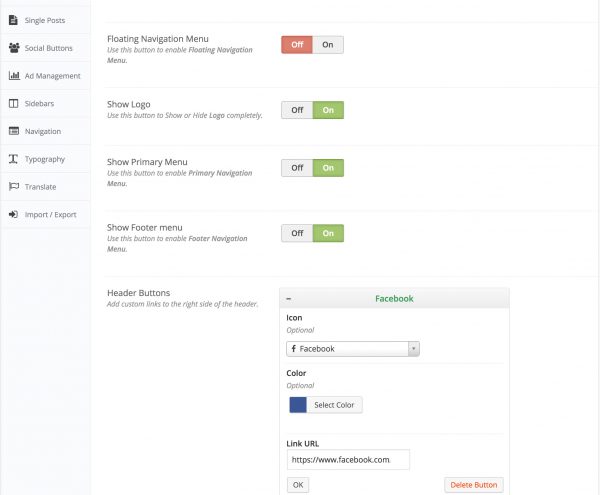 Single Posts
Social Buttons
Ad Management
Sidebars
Navigation
Typography
Translate
Import / Export
Floating Navigation Menu
Use this button to enable Floating Navigation
Menu.
Off On
Show Logo
Use this button to Show or Hide Logo completely.
Off On
Show Primary Menu
Use this button to enable Primary Navigation
Menu.
Off On
Show Footer menu
Use this button to enable Footer Navigation
Menu.
Off On
Header Buttons
Add custom links to the right side of the header.
Facebook
Icon
Optional
Facebook
Color
Optional
Select Color
Link URL
https://www.facebook.com
OK Delete Button